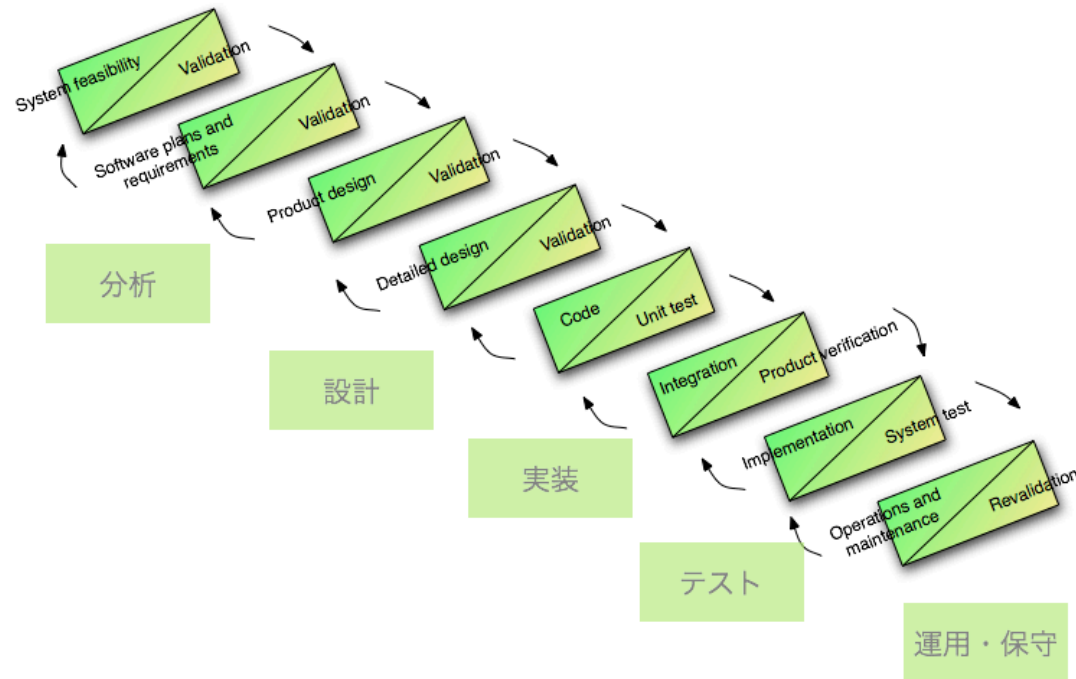 System feasibility
Validation
Software plans and
requirements
Validation
Product design
Validation
Detailed design
Validation
Code
Unit test
Integration
Product verification
Implementation
System test
Operations and
maintenance
Revalidation
分析
設計
実装
テスト
運用・保守